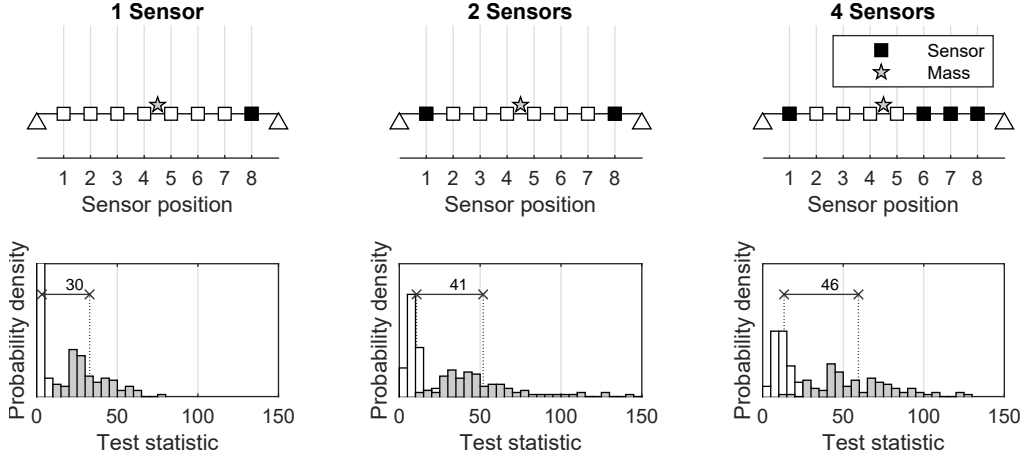 1 Sensor
2 Sensors
4 Sensors
Sensor
Mass
1 2 3 4 5 6 7 8
Sensor position
1 2 3 4 5 6 7 8
Sensor position
1 2 3 4 5 6 7 8
Sensor position
Probability density
30
0 50 100 150
Test statistic
Probability density
41
0 50 100 150
Test statistic
Probability density
46
0 50 100 150
Test statistic